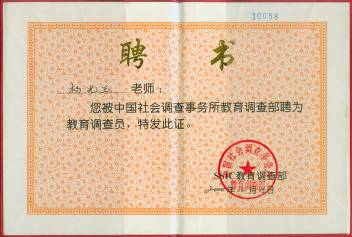 10058
聘书
老师：
您被中国社会调查事务所教育调查部聘为
教育调查员，特发此证。
教育调查部